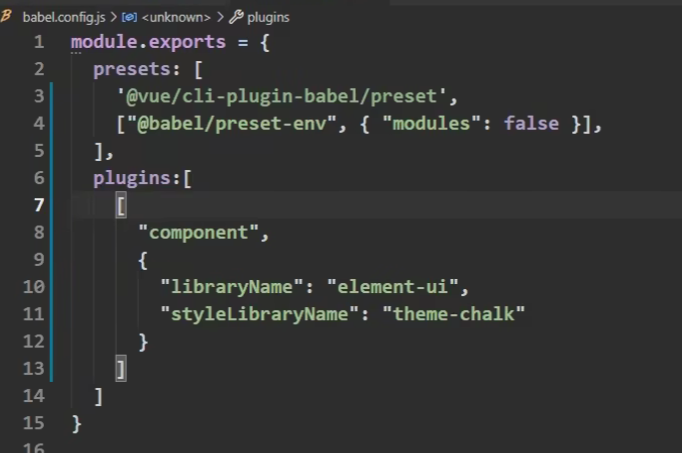 babel.config.js > <unknown> > plugins
1 module.exports = {
2 presets: [
3 '@vue/cli-plugin-babel/preset',
4 ["@babel/preset-env", { "modules": false }],
5 ],
6 plugins:[
7 [
8 "component",
9 {
10 "libraryName": "element-ui",
11 "styleLibraryName": "theme-chalk"
12 }
13 ]
14 ]
15 }
16